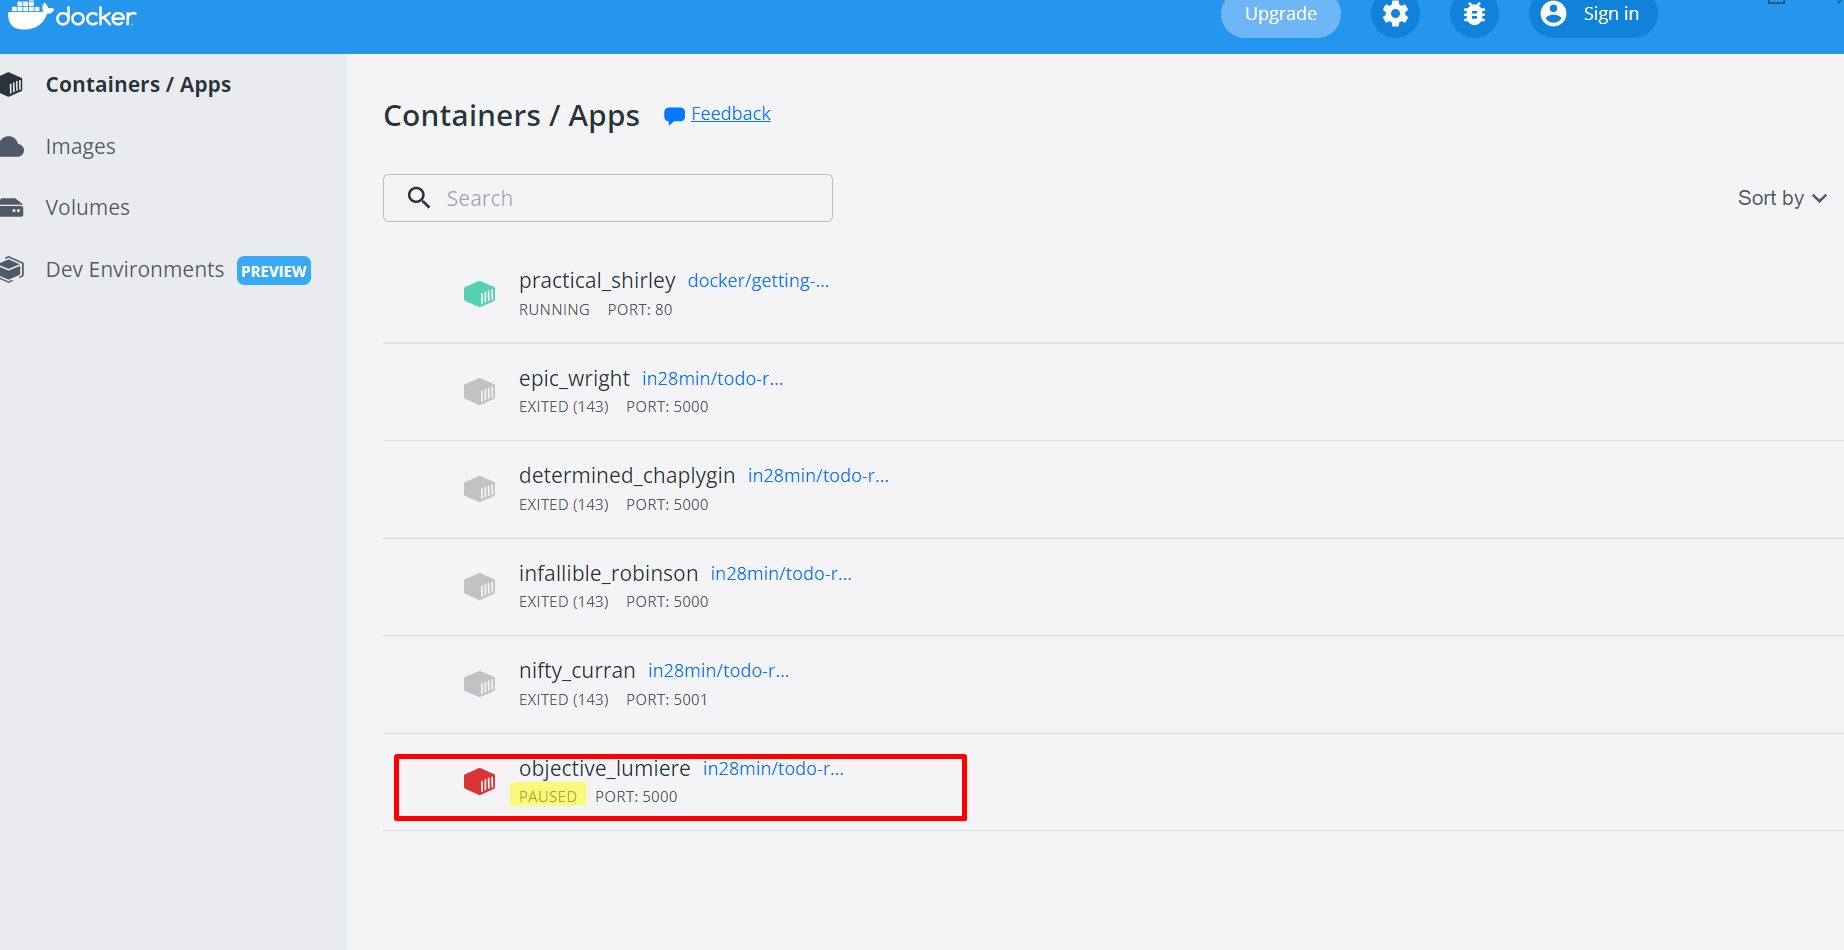 docker
Upgrade
Sign in
Containers / Apps
Images
Volumes
Dev Environments PREVIEW
Containers / Apps Feedback
Search
Sort by
practical_shirley docker/getting-...
RUNNING PORT: 80
epic_wright in28min/todo-r...
EXITED (143) PORT: 5000
determined_chaplygin in28min/todo-r...
EXITED (143) PORT: 5000
infallible_robinson in28min/todo-r...
EXITED (143) PORT: 5000
nifty_curran in28min/todo-r...
EXITED (143) PORT: 5001
objective_lumiere in28min/todo-r...
PAUSED PORT: 5000